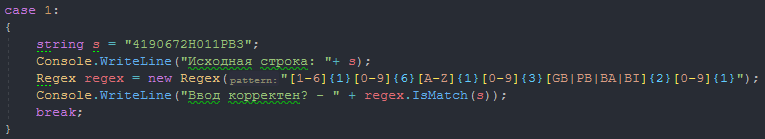 case 1:
{
string s = "4190672H011PB3";
Console.WriteLine("Исходная строка: "+ s);
Regex regex = new Regex(pattern:"[1-6]{1}[0-9]{6}[A-Z]{1}[0-9]{3}[GB|PB|BA|BI]{2}[0-9]{1}");
Console.WriteLine("Ввод корректен? - " + regex.IsMatch(s));
break;
}